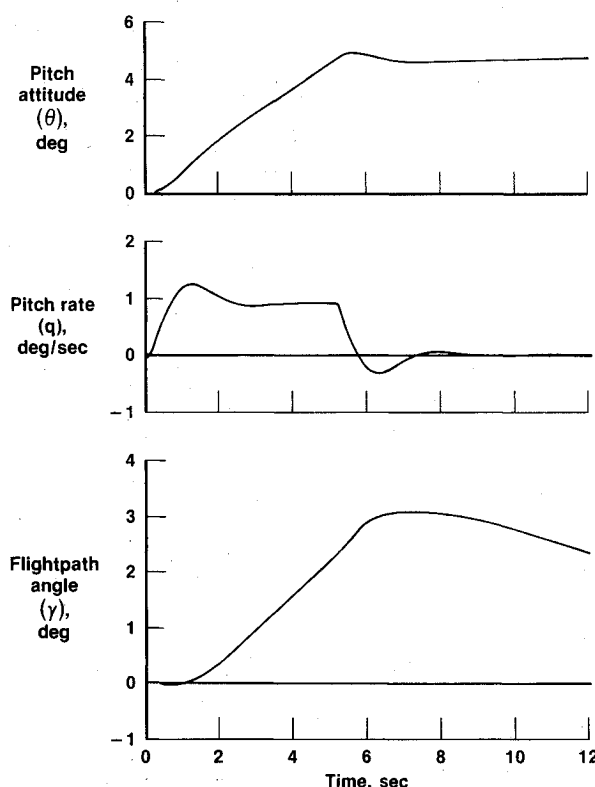 6
Pitch
attitude
(θ),
deg
4
2
0
2
Pitch rate
(q),
deg/sec
1
0
−1
4
3
Flightpath
angle
(γ),
deg
2
1
0
−1
0 2 4 6 8 10 12
Time, sec